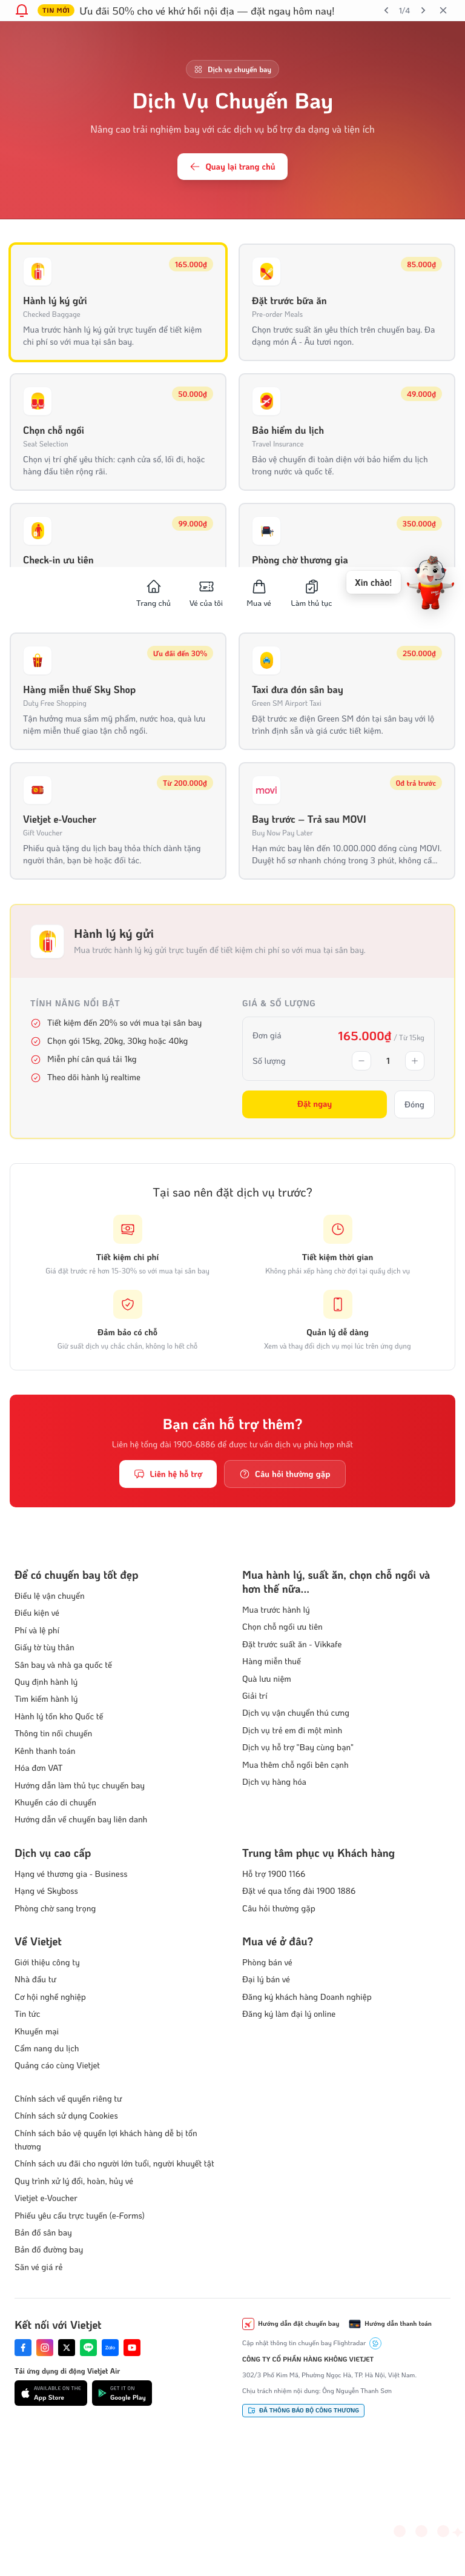 TIN MỚI Ưu đãi 50% cho vé khứ hồi nội địa — đặt ngay hôm nay! 1/4
Dịch vụ chuyến bay
Dịch Vụ Chuyến Bay
Nâng cao trải nghiệm bay với các dịch vụ bổ trợ đa dạng và tiện ích
Quay lại trang chủ
165.000₫
Hành lý ký gửi
Checked Baggage
Mua trước hành lý ký gửi trực tuyến để tiết kiệm
chi phí so với mua tại sân bay.
85.000₫
Đặt trước bữa ăn
Pre-order Meals
Chọn trước suất ăn yêu thích trên chuyến bay. Đa
dạng món Á - Âu tươi ngon.
50.000₫
Chọn chỗ ngồi
Seat Selection
Chọn vị trí ghế yêu thích: cạnh cửa sổ, lối đi, hoặc
hàng đầu tiên rộng rãi.
49.000₫
Bảo hiểm du lịch
Travel Insurance
Bảo vệ chuyến đi toàn diện với bảo hiểm du lịch
trong nước và quốc tế.
99.000₫
Check-in ưu tiên
350.000₫
Phòng chờ thương gia
Trang chủ
Vé của tôi
Mua vé
Làm thủ tục
Xin chào!
Ưu đãi đến 30%
Hàng miễn thuế Sky Shop
Duty Free Shopping
Tận hưởng mua sắm mỹ phẩm, nước hoa, quà lưu
niệm miễn thuế giao tận chỗ ngồi.
250.000₫
Taxi đưa đón sân bay
Green SM Airport Taxi
Đặt trước xe điện Green SM đón tại sân bay với lộ
trình định sẵn và giá cước tiết kiệm.
Từ 200.000₫
Vietjet e-Voucher
Gift Voucher
Phiếu quà tặng du lịch bay thỏa thích dành tặng
người thân, bạn bè hoặc đối tác.
movi
0đ trả trước
Bay trước – Trả sau MOVI
Buy Now Pay Later
Hạn mức bay lên đến 10.000.000 đồng cùng MOVI.
Duyệt hồ sơ nhanh chóng trong 3 phút, không cầ...
Hành lý ký gửi
Mua trước hành lý ký gửi trực tuyến để tiết kiệm chi phí so với mua tại sân bay.
TÍNH NĂNG NỔI BẬT
Tiết kiệm đến 20% so với mua tại sân bay
Chọn gói 15kg, 20kg, 30kg hoặc 40kg
Miễn phí cân quá tải 1kg
Theo dõi hành lý realtime
GIÁ & SỐ LƯỢNG
Đơn giá 165.000₫ / Từ 15kg
Số lượng − 1 +
Đặt ngay
Đóng
Tại sao nên đặt dịch vụ trước?
Tiết kiệm chi phí
Giá đặt trước rẻ hơn 15-30% so với mua tại sân bay
Tiết kiệm thời gian
Không phải xếp hàng chờ đợi tại quầy dịch vụ
Đảm bảo có chỗ
Giữ suất dịch vụ chắc chắn, không lo hết chỗ
Quản lý dễ dàng
Xem và thay đổi dịch vụ mọi lúc trên ứng dụng
Bạn cần hỗ trợ thêm?
Liên hệ tổng đài 1900-6886 để được tư vấn dịch vụ phù hợp nhất
Liên hệ hỗ trợ
Câu hỏi thường gặp
Để có chuyến bay tốt đẹp
Điều lệ vận chuyển
Điều kiện vé
Phí và lệ phí
Giấy tờ tùy thân
Sân bay và nhà ga quốc tế
Quy định hành lý
Tìm kiếm hành lý
Hành lý tồn kho Quốc tế
Thông tin nối chuyến
Kênh thanh toán
Hóa đơn VAT
Hướng dẫn làm thủ tục chuyến bay
Khuyến cáo di chuyển
Hướng dẫn về chuyến bay liên danh
Mua hành lý, suất ăn, chọn chỗ ngồi và
hơn thế nữa...
Mua trước hành lý
Chọn chỗ ngồi ưu tiên
Đặt trước suất ăn - Vikkafe
Hàng miễn thuế
Quà lưu niệm
Giải trí
Dịch vụ vận chuyển thú cưng
Dịch vụ trẻ em đi một mình
Dịch vụ hỗ trợ "Bay cùng bạn"
Mua thêm chỗ ngồi bên cạnh
Dịch vụ hàng hóa
Dịch vụ cao cấp
Hạng vé thương gia - Business
Hạng vé Skyboss
Phòng chờ sang trọng
Trung tâm phục vụ Khách hàng
Hỗ trợ 1900 1166
Đặt vé qua tổng đài 1900 1886
Câu hỏi thường gặp
Về Vietjet
Giới thiệu công ty
Nhà đầu tư
Cơ hội nghề nghiệp
Tin tức
Khuyến mại
Cẩm nang du lịch
Quảng cáo cùng Vietjet
Mua vé ở đâu?
Phòng bán vé
Đại lý bán vé
Đăng ký khách hàng Doanh nghiệp
Đăng ký làm đại lý online
Chính sách về quyền riêng tư
Chính sách sử dụng Cookies
Chính sách bảo vệ quyền lợi khách hàng dễ bị tổn
thương
Chính sách ưu đãi cho người lớn tuổi, người khuyết tật
Quy trình xử lý đổi, hoàn, hủy vé
Vietjet e-Voucher
Phiếu yêu cầu trực tuyến (e-Forms)
Bản đồ sân bay
Bản đồ đường bay
Săn vé giá rẻ
Kết nối với Vietjet
Zalo
Tải ứng dụng di động Vietjet Air
AVAILABLE ON THE
App Store
GET IT ON
Google Play
Hướng dẫn đặt chuyến bay
Hướng dẫn thanh toán
Cập nhật thông tin chuyến bay Flightradar
CÔNG TY CỔ PHẦN HÀNG KHÔNG VIETJET
302/3 Phố Kim Mã, Phường Ngọc Hà, TP. Hà Nội, Việt Nam.
Chịu trách nhiệm nội dung: Ông Nguyễn Thanh Sơn
ĐÃ THÔNG BÁO BỘ CÔNG THƯƠNG